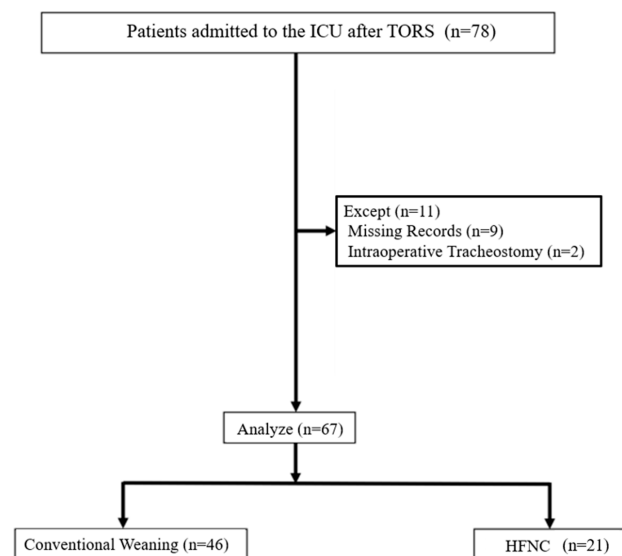 Patients admitted to the ICU after TORS (n=78)
Except (n=11)
Missing Records (n=9)
Intraoperative Tracheostomy (n=2)
Analyze (n=67)
Conventional Weaning (n=46)
HFNC (n=21)